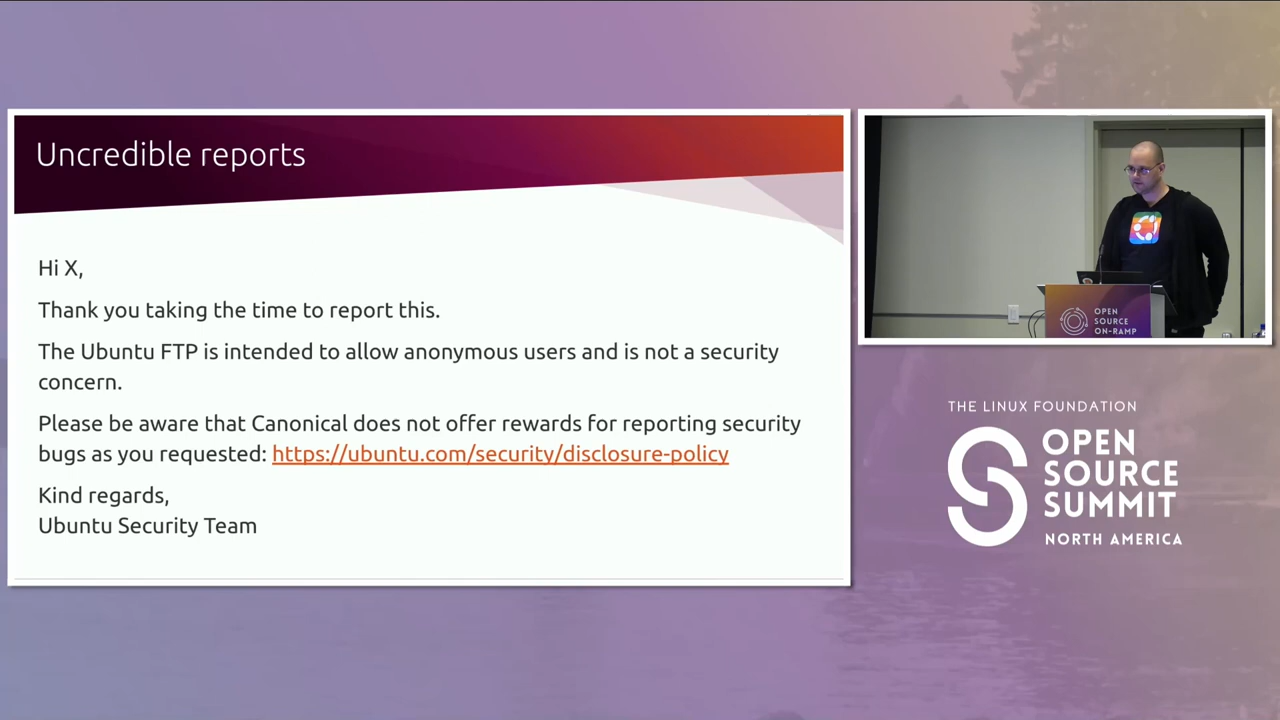 Uncredible reports
Hi X,
Thank you taking the time to report this.
The Ubuntu FTP is intended to allow anonymous users and is not a security
concern.
Please be aware that Canonical does not offer rewards for reporting security
bugs as you requested: https://ubuntu.com/security/disclosure-policy
Kind regards,
Ubuntu Security Team
OPEN
SOURCE
ON-RAMP
THE LINUX FOUNDATION
OPEN
SOURCE
SUMMIT
NORTH AMERICA